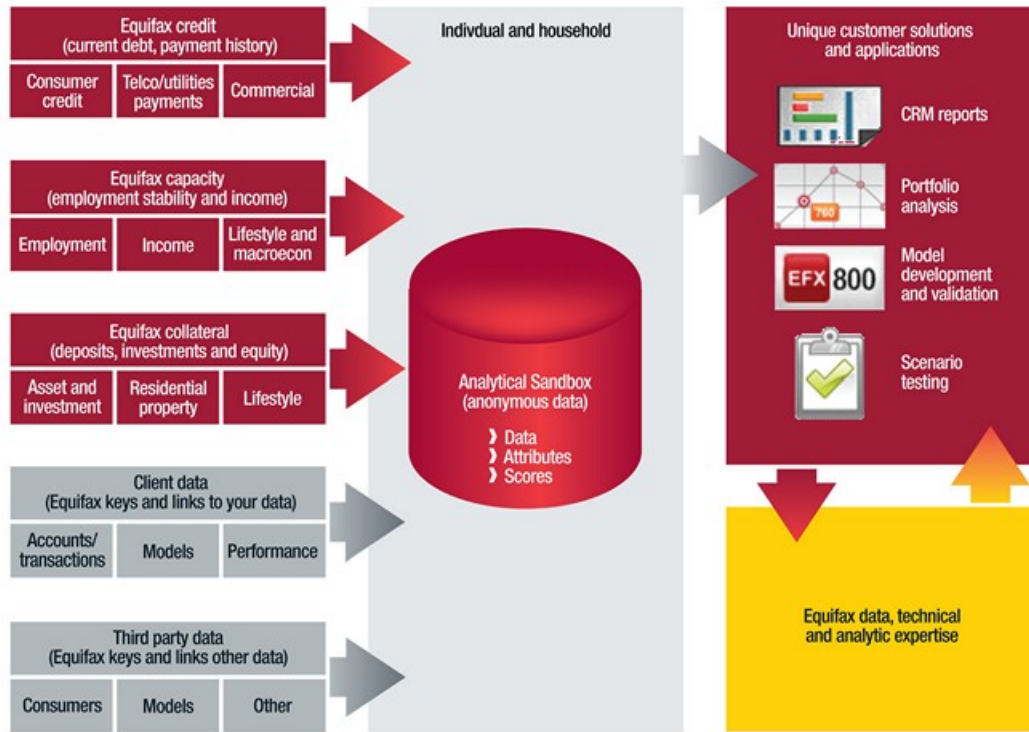 Equifax credit
(current debt, payment history)
Consumer
credit
Telco/utilities
payments
Commercial
Equifax capacity
(employment stability and income)
Employment
Income
Lifestyle and
macroecon
Equifax collateral
(deposits, investments and equity)
Asset and
investment
Residential
property
Lifestyle
Client data
(Equifax keys and links to your data)
Accounts/
transactions
Models
Performance
Third party data
(Equifax keys and links other data)
Consumers
Models
Other
Indivdual and household
Analytical Sandbox
(anonymous data)
❱ Data
❱ Attributes
❱ Scores
Unique customer solutions
and applications
CRM reports
760
Portfolio
analysis
EFX 800
Model
development
and validation
Scenario
testing
Equifax data, technical
and analytic expertise